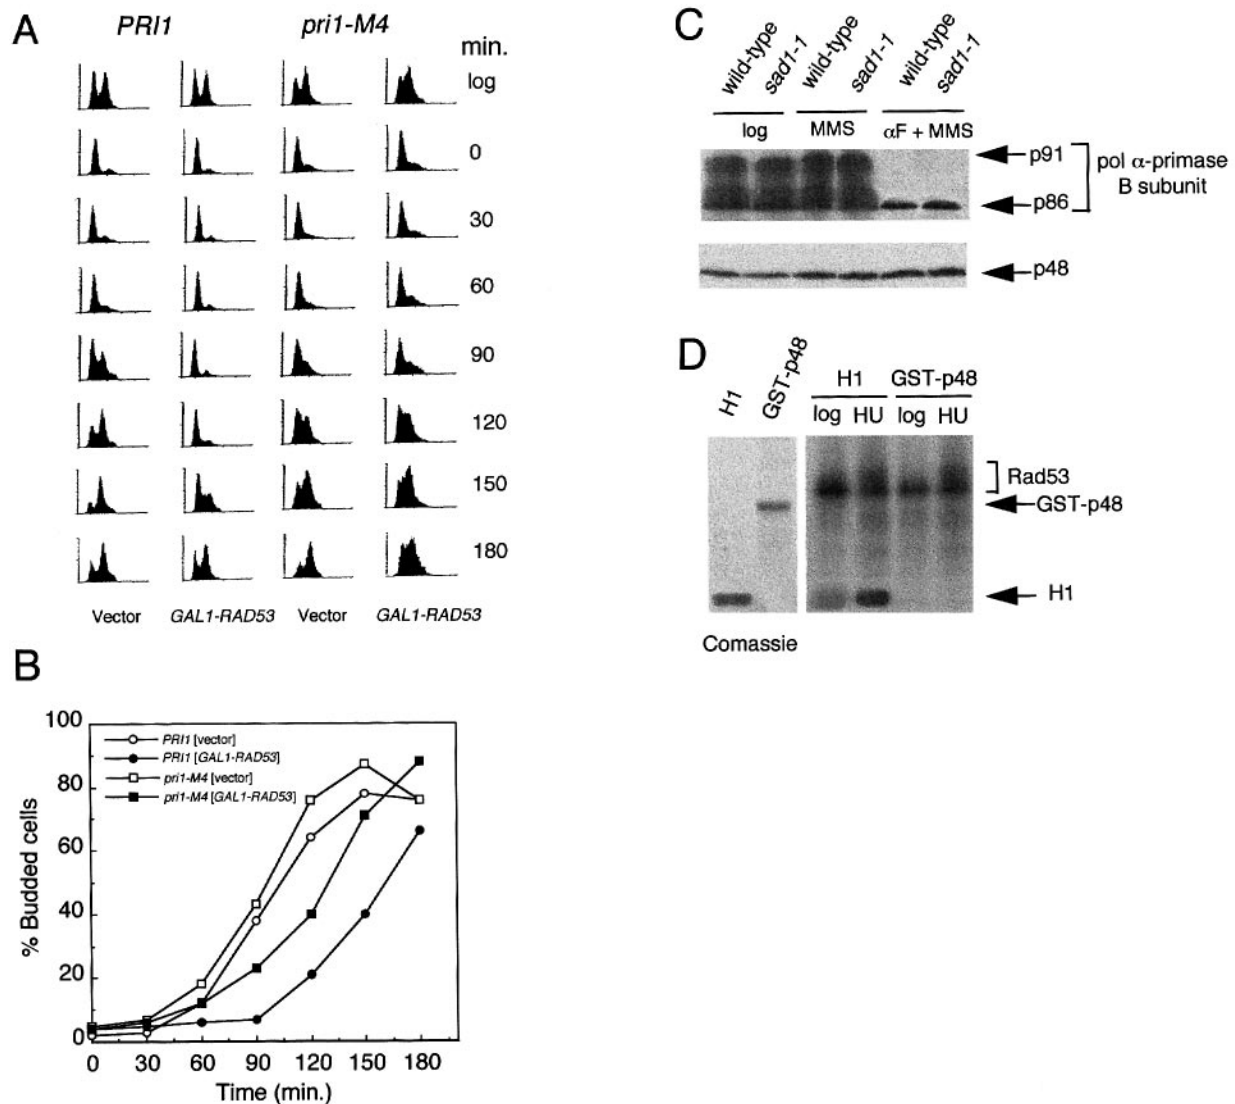 A
PRI1 pri1-M4
min.
log
0
30
60
90
120
150
180
Vector GAL1-RAD53 Vector GAL1-RAD53
B
100
80
60
40
20
0
% Budded cells
PRI1 [vector]
PRI1 [GAL1-RAD53]
pri1-M4 [vector]
pri1-M4 [GAL1-RAD53]
0 30 60 90 120 150 180
Time (min.)
C
wild-type sad1-1 wild-type sad1-1 wild-type sad1-1
log MMS αF + MMS
p91
pol α-primase
B subunit
p86
p48
D
H1 GST-p48
H1 GST-p48
log HU log HU
Rad53
GST-p48
H1
Comassie